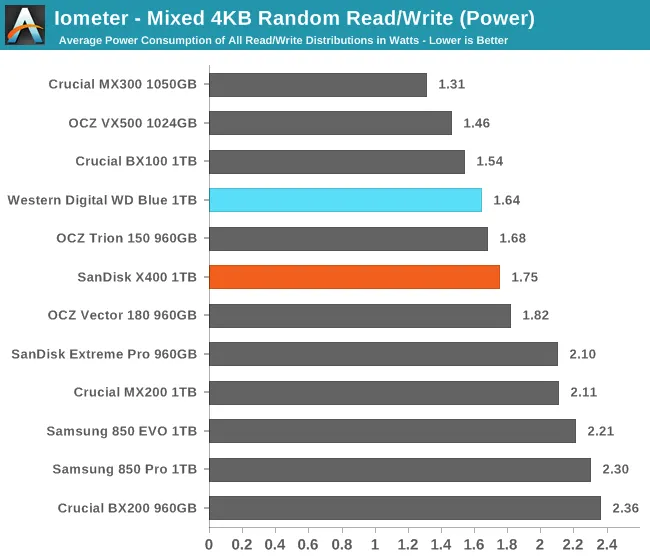 Iometer - Mixed 4KB Random Read/Write (Power)
Average Power Consumption of All Read/Write Distributions in Watts - Lower is Better
Crucial MX300 1050GB 1.31
OCZ VX500 1024GB 1.46
Crucial BX100 1TB 1.54
Western Digital WD Blue 1TB 1.64
OCZ Trion 150 960GB 1.68
SanDisk X400 1TB 1.75
OCZ Vector 180 960GB 1.82
SanDisk Extreme Pro 960GB 2.10
Crucial MX200 1TB 2.11
Samsung 850 EVO 1TB 2.21
Samsung 850 Pro 1TB 2.30
Crucial BX200 960GB 2.36
0 0.2 0.4 0.6 0.8 1 1.2 1.4 1.6 1.8 2 2.2 2.4